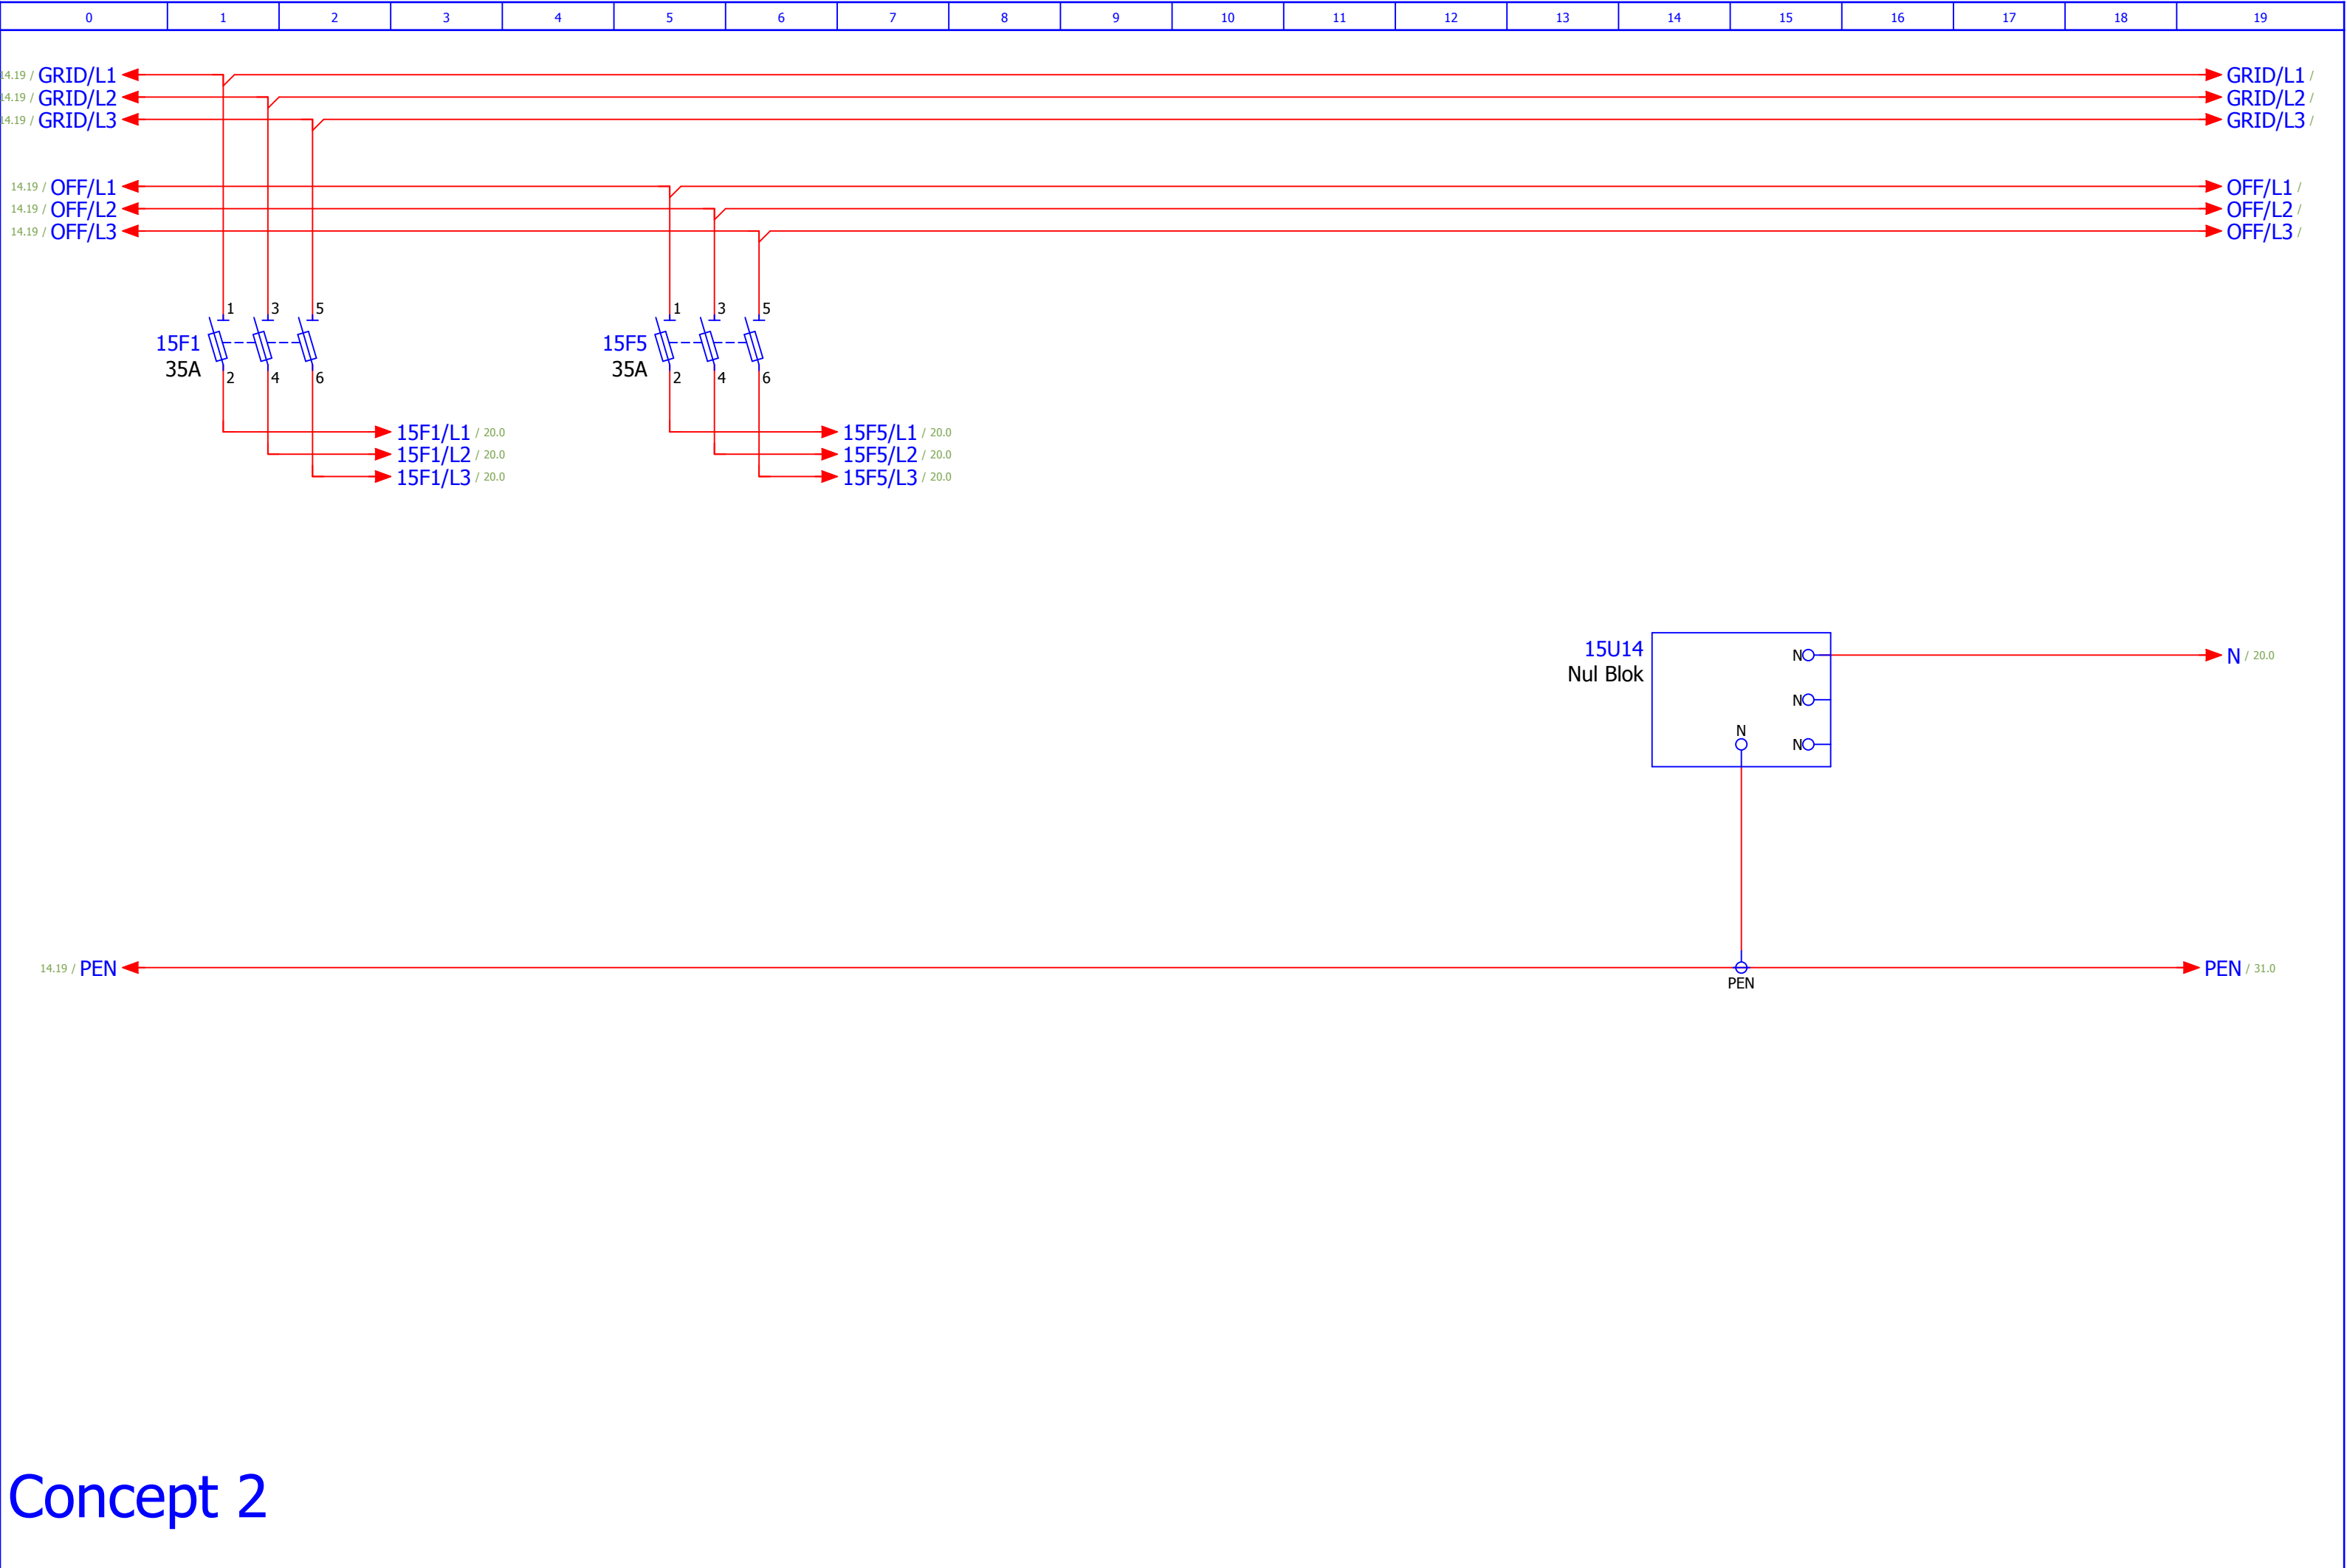 0 1 2 3 4 5 6 7 8 9 10 11 12 13 14 15 16 17 18 19
14.19 / GRID/L1 GRID/L1 /
14.19 / GRID/L2 GRID/L2 /
14.19 / GRID/L3 GRID/L3 /
14.19 / OFF/L1 OFF/L1 /
14.19 / OFF/L2 OFF/L2 /
14.19 / OFF/L3 OFF/L3 /
1 3 5 1 3 5
15F1 15F5
35A 35A
2 4 6 2 4 6
15F1/L1 / 20.0 15F5/L1 / 20.0
15F1/L2 / 20.0 15F5/L2 / 20.0
15F1/L3 / 20.0 15F5/L3 / 20.0
15U14 N N / 20.0
Nul Blok
N
N
N
14.19 / PEN PEN / 31.0
PEN
Concept 2